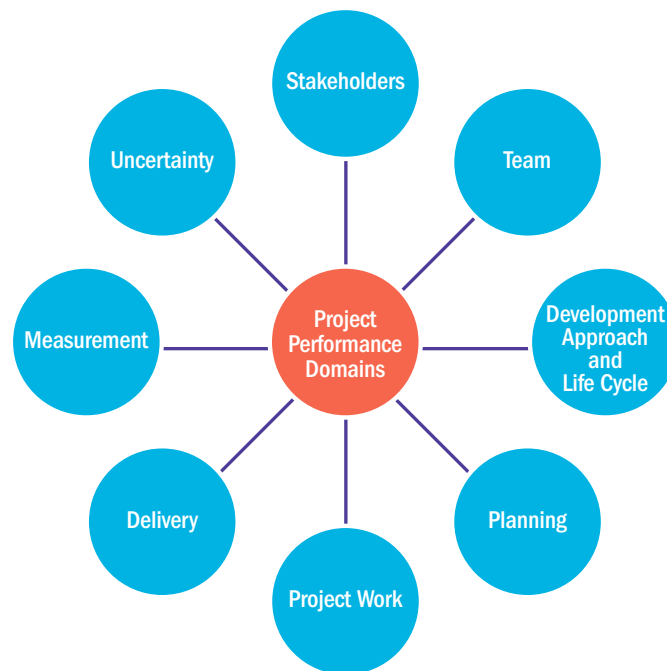 Stakeholders
Uncertainty
Team
Project
Performance
Domains
Measurement
Development
Approach
and
Life Cycle
Delivery
Planning
Project Work